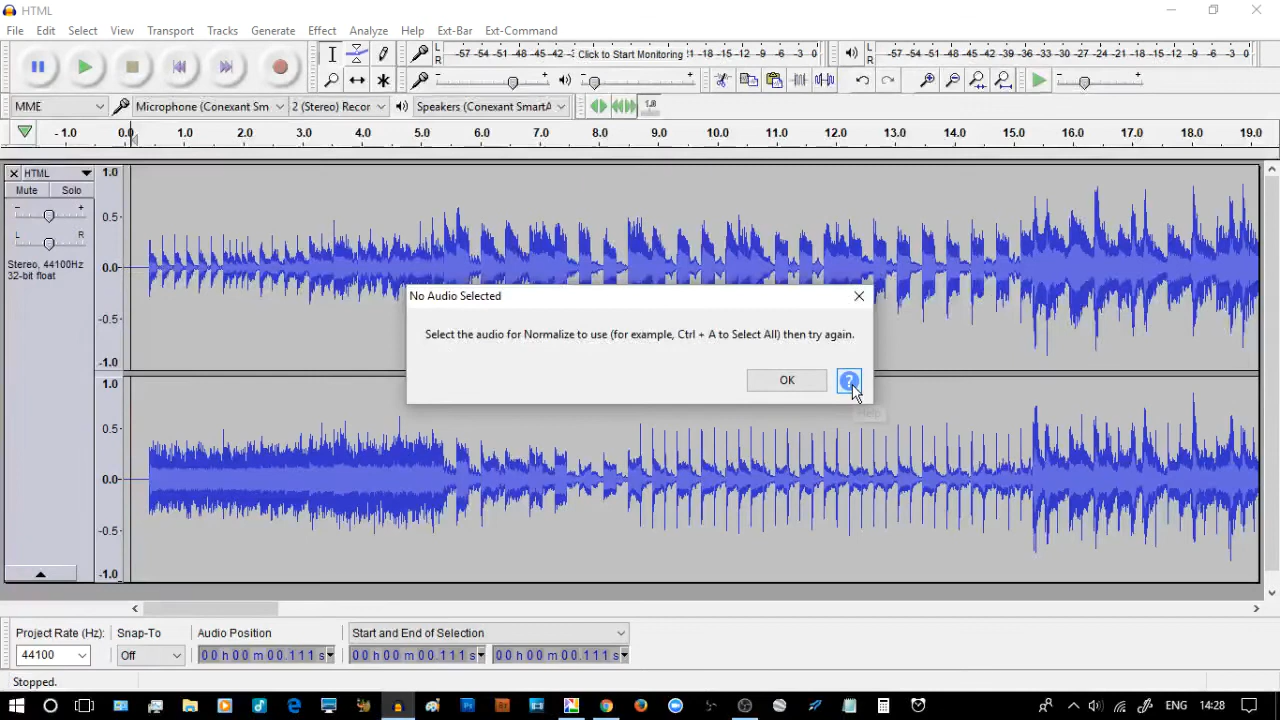 HTML
File Edit Select View Transport Tracks Generate Effect Analyze Help Ext-Bar Ext-Command
L R -57 -54 -51 -48 -45 -42 -3 Click to Start Monitoring -18 -15 -12 -9 -6 -3 0
L R -57 -54 -51 -48 -45 -42 -39 -36 -33 -30 -27 -24 -21 -18 -15 -12 -9 -6 -3 0
MME Microphone (Conexant Sm 2 (Stereo) Recor Speakers (Conexant SmartA 1.8
- 1.0 0.0 1.0 2.0 3.0 4.0 5.0 6.0 7.0 8.0 9.0 10.0 11.0 12.0 13.0 14.0 15.0 16.0 17.0 18.0 19.0
HTML
Mute Solo
- +
L R
Stereo, 44100Hz
32-bit float
1.0
0.5
0.0
-0.5
-1.0
1.0
0.5
0.0
-0.5
-1.0
No Audio Selected
Select the audio for Normalize to use (for example, Ctrl + A to Select All) then try again.
OK ?
Help
Project Rate (Hz): Snap-To Audio Position Start and End of Selection
44100 Off 00 h 00 m 00.111 s 00 h 00 m 00.111 s 00 h 00 m 00.111 s
Stopped.
Ps Br ENG 14:28